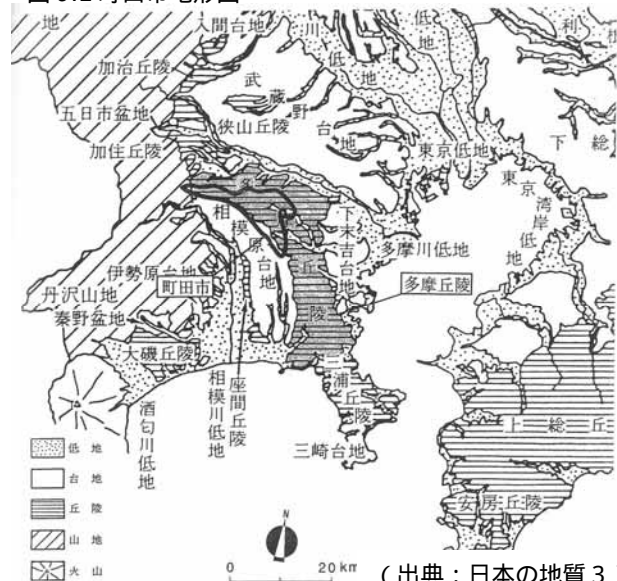 地
入間台地
川
低
地
低
地
利
加治丘陵
武
蔵
野
台
地
五日市盆地
狭山丘陵
下総
加住丘陵
東京低地
東
京
湾
岸
低
地
多
相
模
原
台
地
下
末
吉
台
地
多摩川低地
伊勢原台地
町田市
丘
陵
多摩丘陵
丹沢山地
秦野盆地
大磯丘陵
三
浦
丘
陵
座間丘陵
相模川低地
酒匂川低地
三崎台地
上総丘
安房丘陵
低地
台地
丘陵
山地
火山
N
0 20 km
（出典：日本の地質３